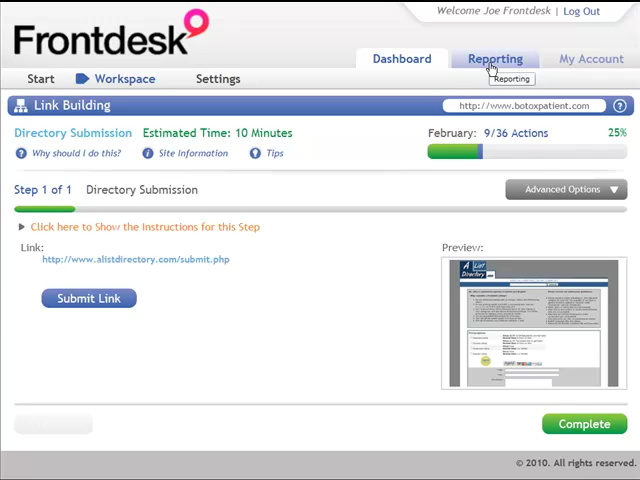 Welcome Joe Frontdesk | Log Out
Frontdesk
Dashboard Reporting My Account
Reporting
Start Workspace Settings
Link Building http://www.botoxpatient.com ?
Directory Submission Estimated Time: 10 Minutes February: 9/36 Actions 25%
? Why should I do this? i Site Information Tips
Step 1 of 1 Directory Submission Advanced Options
Click here to Show the Instructions for this Step
Link: Preview:
http://www.alistdirectory.com/submit.php
A List
Directory.com
Submit Link
Complete
© 2010. All rights reserved.